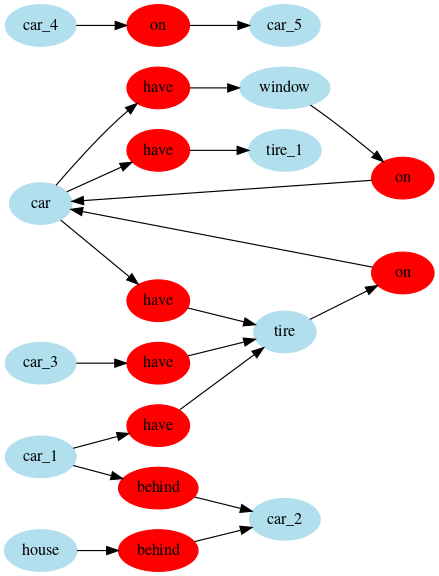 car_4 on car_5
have window
have tire_1
on
car
on
have
tire
car_3 have
have
car_1
behind
car_2
house behind